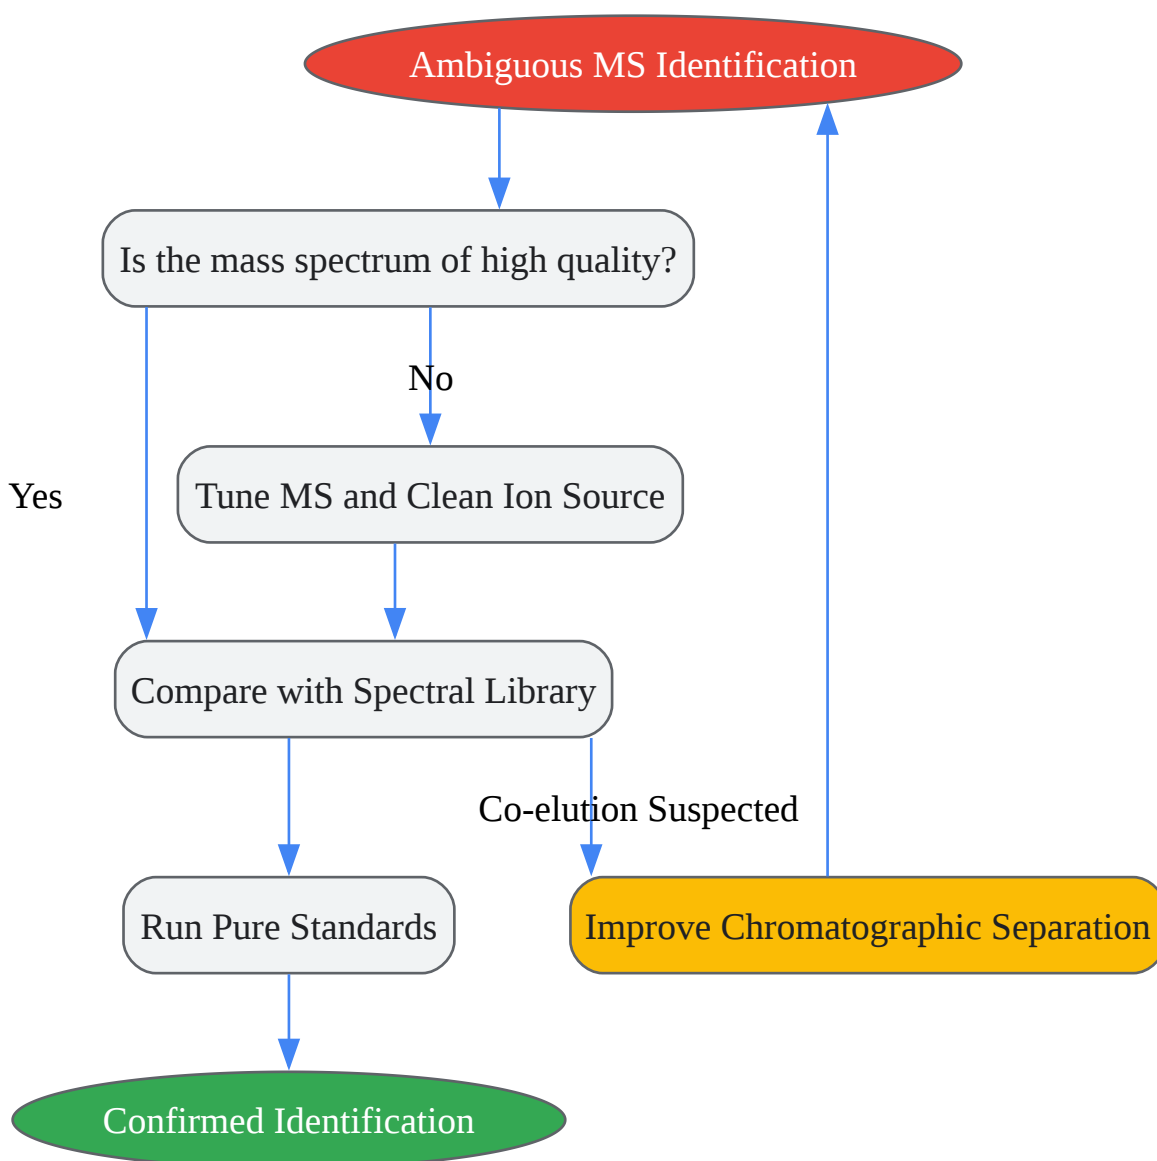 Ambiguous MS Identification
Is the mass spectrum of high quality?
No
Yes
Tune MS and Clean Ion Source
Compare with Spectral Library
Co-elution Suspected
Run Pure Standards
Improve Chromatographic Separation
Confirmed Identification